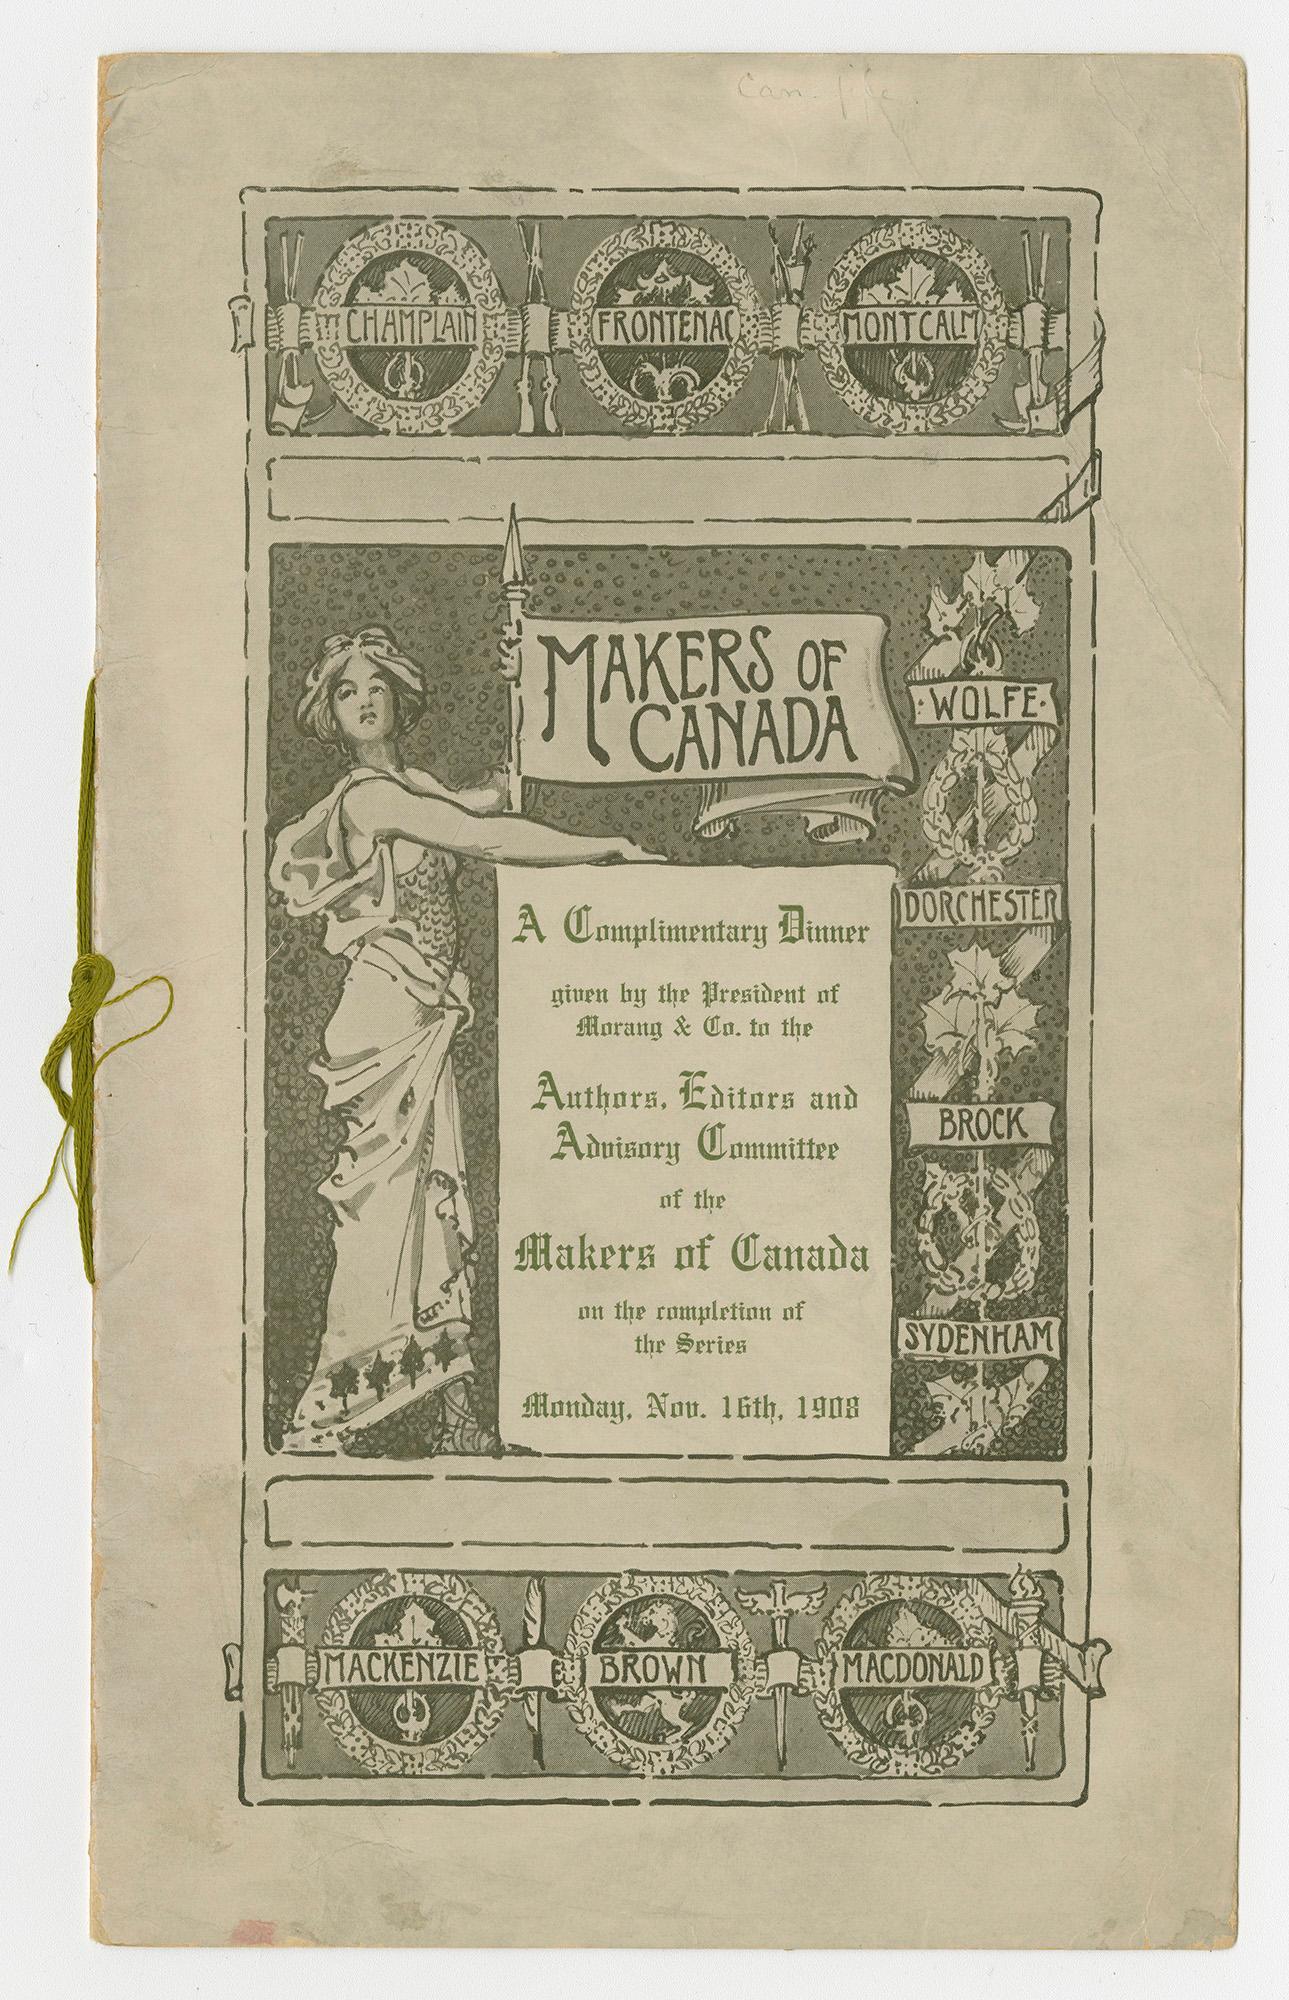 Can.
CHAMPLAIN
FRONTENAC
MONTCALM
MAKERS OF
CANADA
WOLFE
DORCHESTER
BROCK
SYDENHAM
A Complimentary Dinner
given by the President of
Morang & Co. to the
Authors, Editors and
Advisory Committee
of the
Makers of Canada
on the completion of
the Series
Monday, Nov. 16th, 1908
MACKENZIE
BROWN
MACDONALD